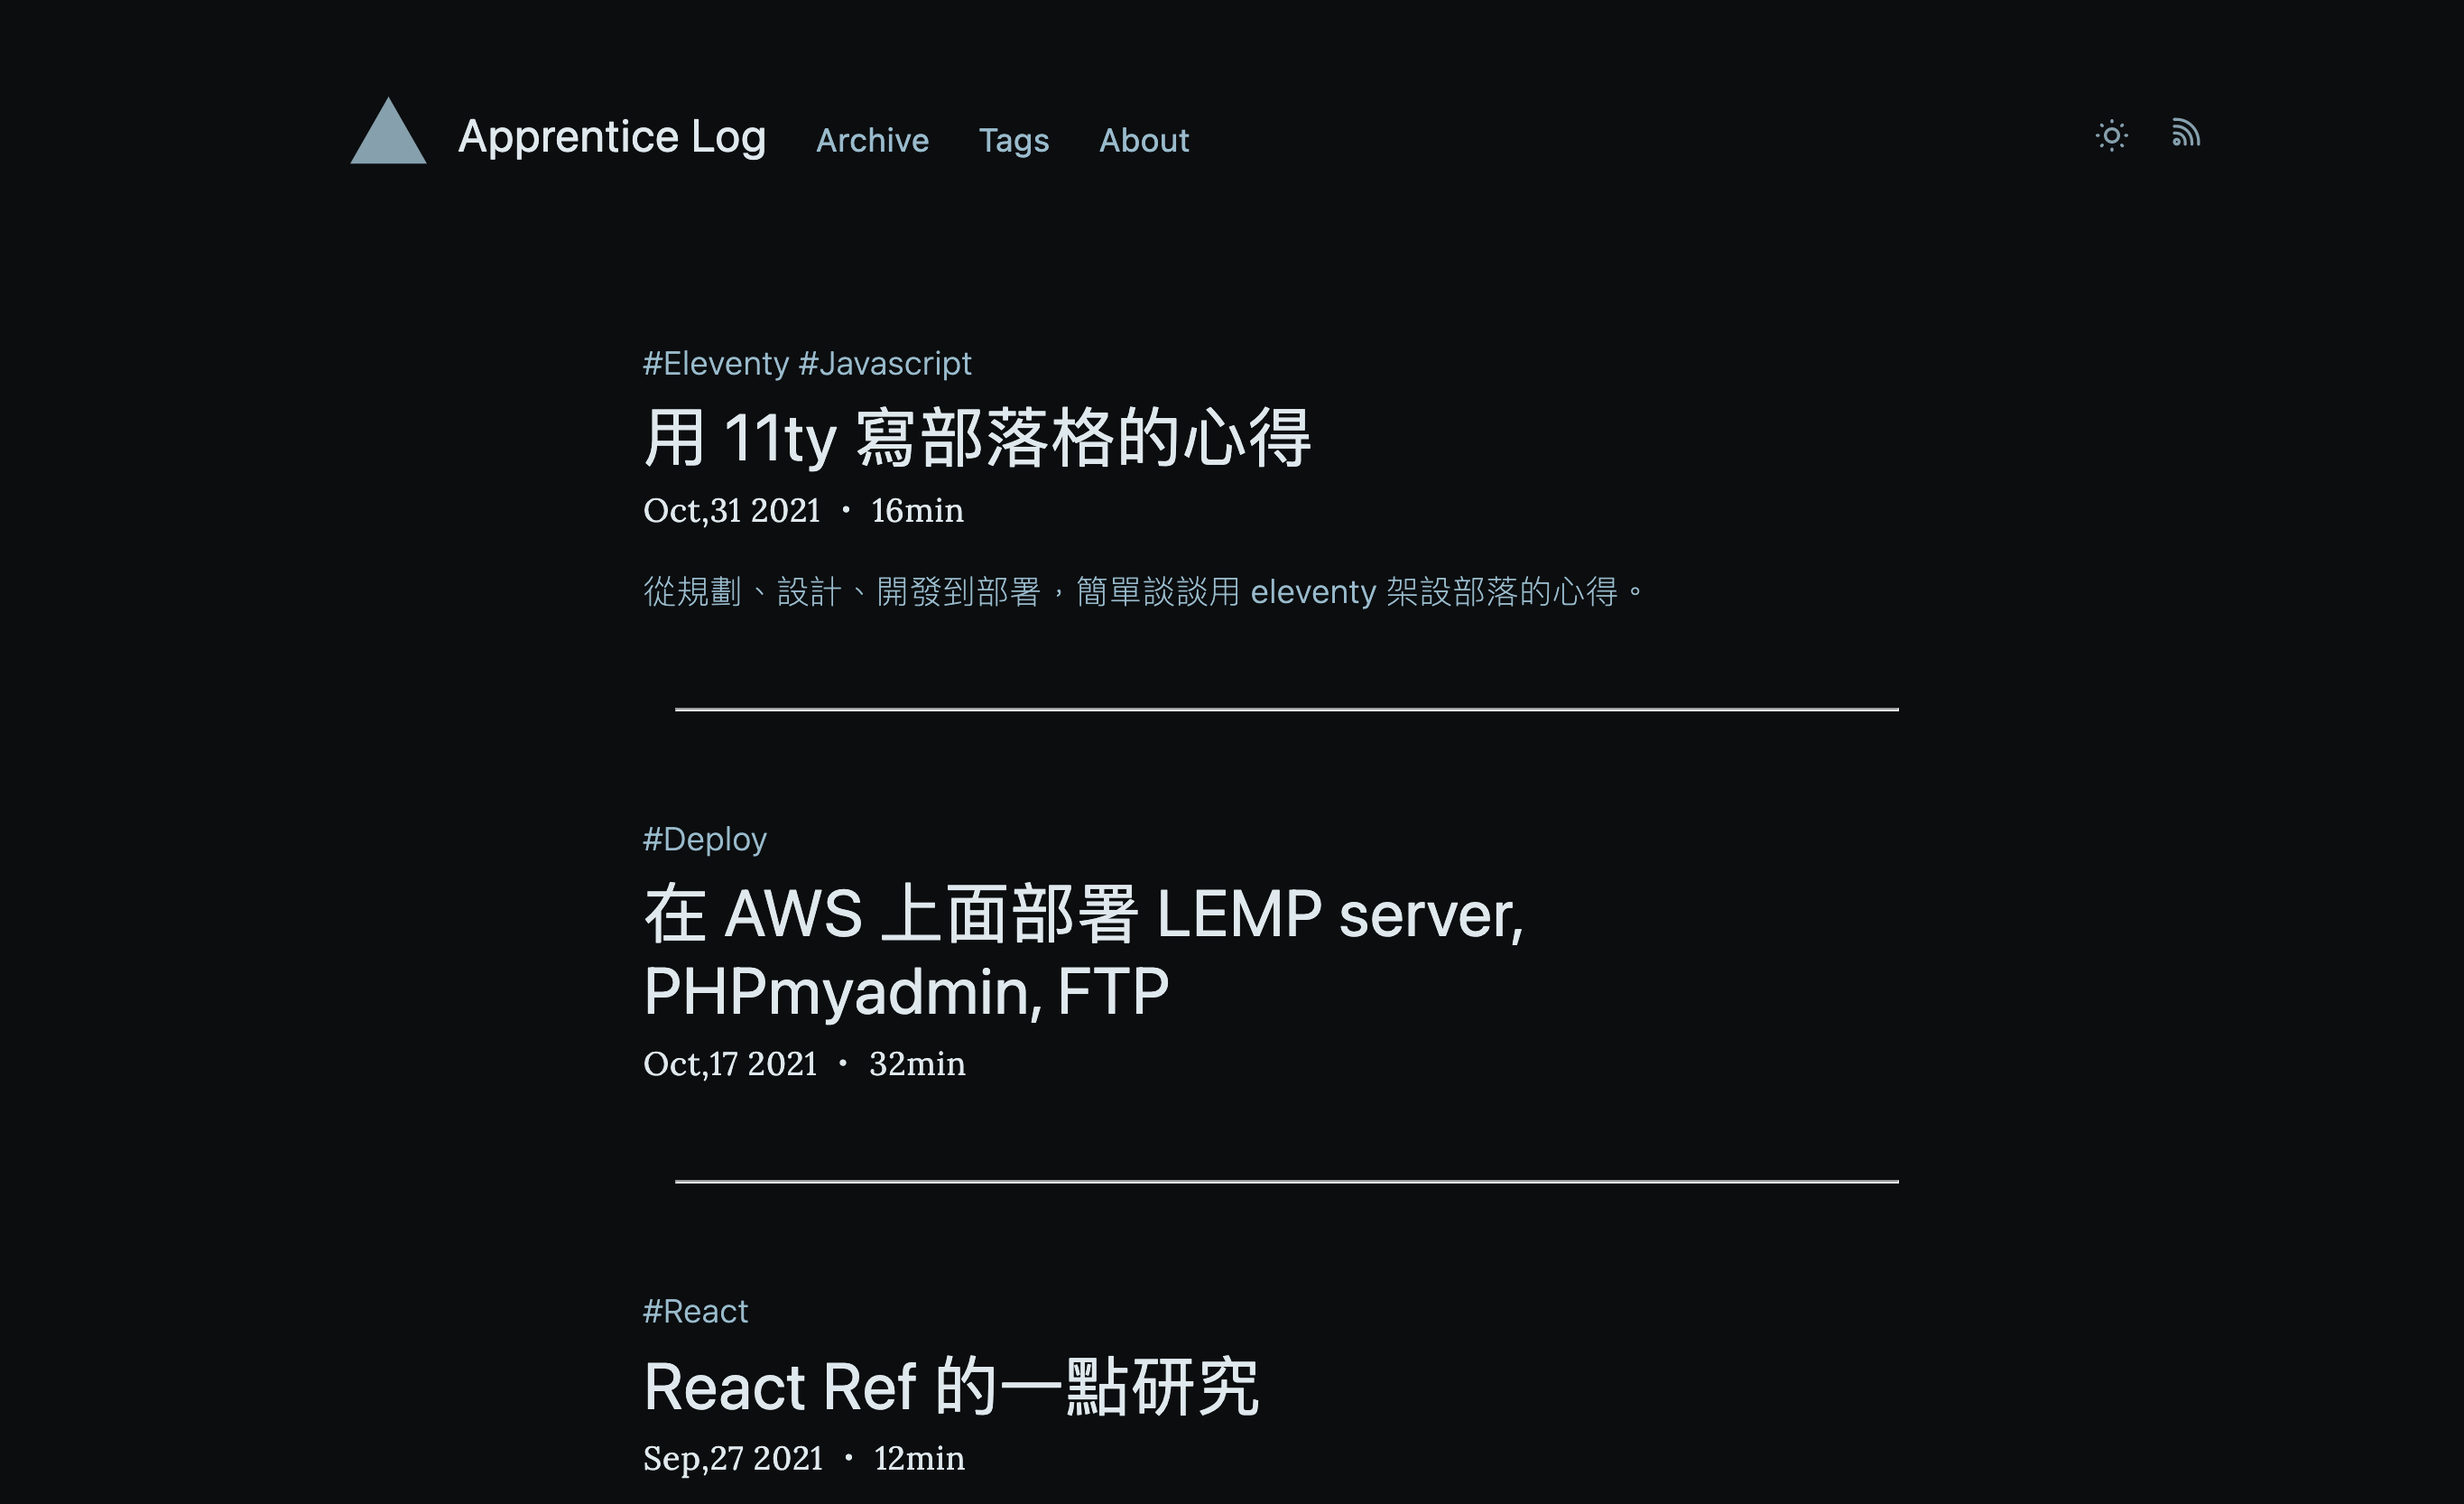 Apprentice Log Archive Tags About
#Eleventy #Javascript
用 11ty 寫部落格的心得
Oct,31 2021 • 16min
從規劃、設計、開發到部署，簡單談談用 eleventy 架設部落的心得。
#Deploy
在 AWS 上面部署 LEMP server,
PHPmyadmin, FTP
Oct,17 2021 • 32min
#React
React Ref 的一點研究
Sep,27 2021 • 12min